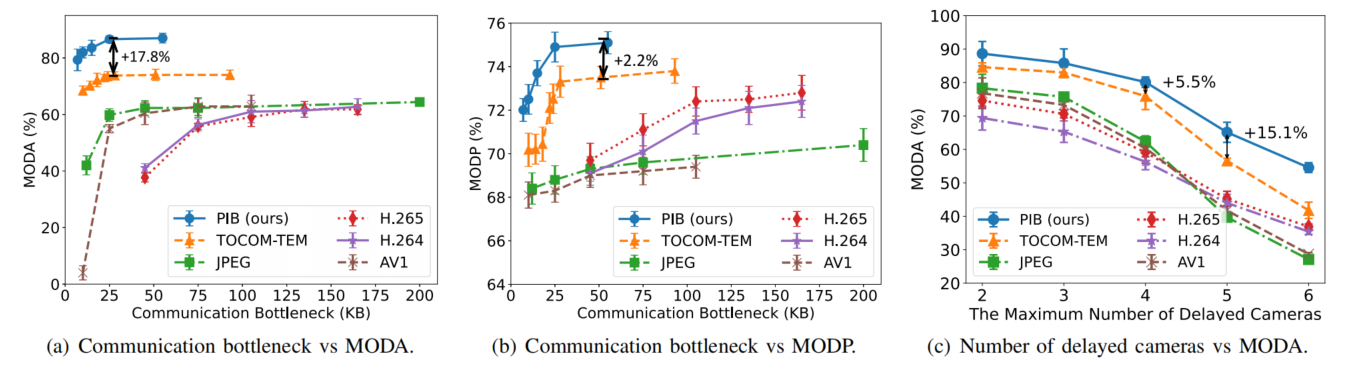 MODA (%)
80
60
40
20
0
+17.8%
PIB (ours)
TOCOM-TEM
JPEG
H.265
H.264
AV1
0 25 50 75 100 125 150 175 200
Communication Bottleneck (KB)
(a) Communication bottleneck vs MODA.
MODP (%)
76
74
72
70
68
66
64
+2.2%
PIB (ours)
TOCOM-TEM
JPEG
H.265
H.264
AV1
0 25 50 75 100 125 150 175 200
Communication Bottleneck (KB)
(b) Communication bottleneck vs MODP.
MODA (%)
100
90
80
70
60
50
40
30
20
+5.5%
+15.1%
PIB (ours)
TOCOM-TEM
JPEG
H.265
H.264
AV1
2 3 4 5 6
The Maximum Number of Delayed Cameras
(c) Number of delayed cameras vs MODA.